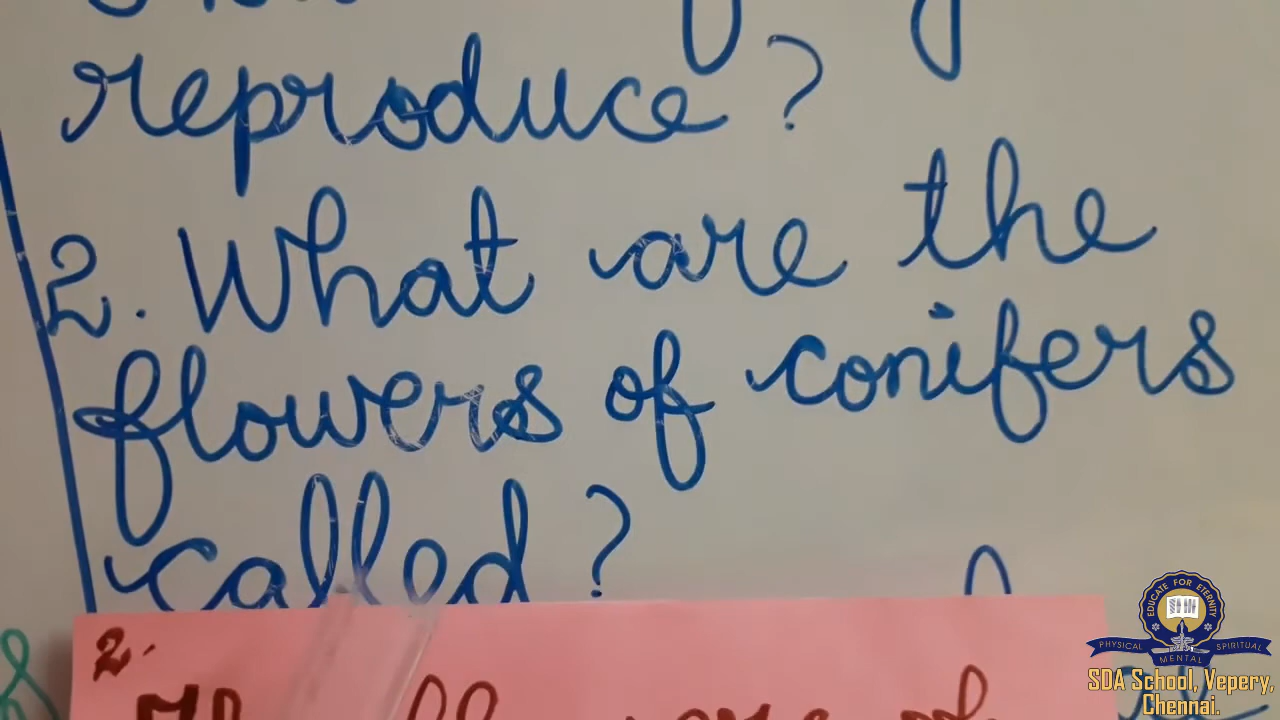 reproduce?
2. What are the
flowers of conifers
called?
2.
EDUCATE FOR ETERNITY
PHYSICAL MENTAL SPIRITUAL
SDA School, Vepery,
Chennai.